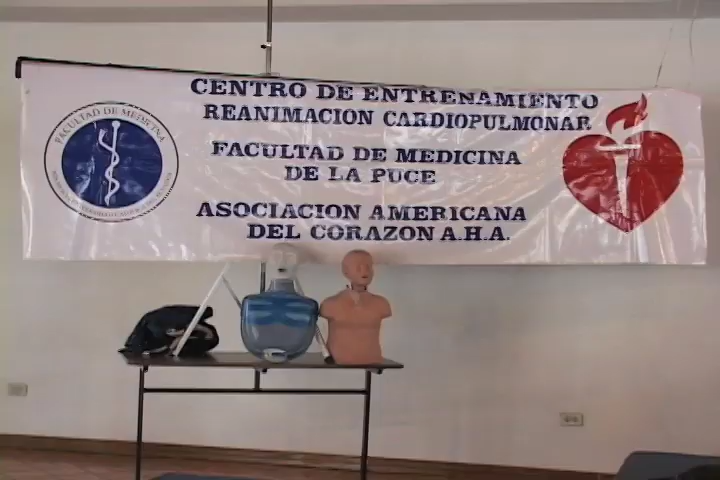 CENTRO DE ENTRENAMIENTO
REANIMACION CARDIOPULMONAR
FACULTAD DE MEDICINA
DE LA PUCE
ASOCIACION AMERICANA
DEL CORAZON A.H.A.
FACULTAD DE MEDICINA